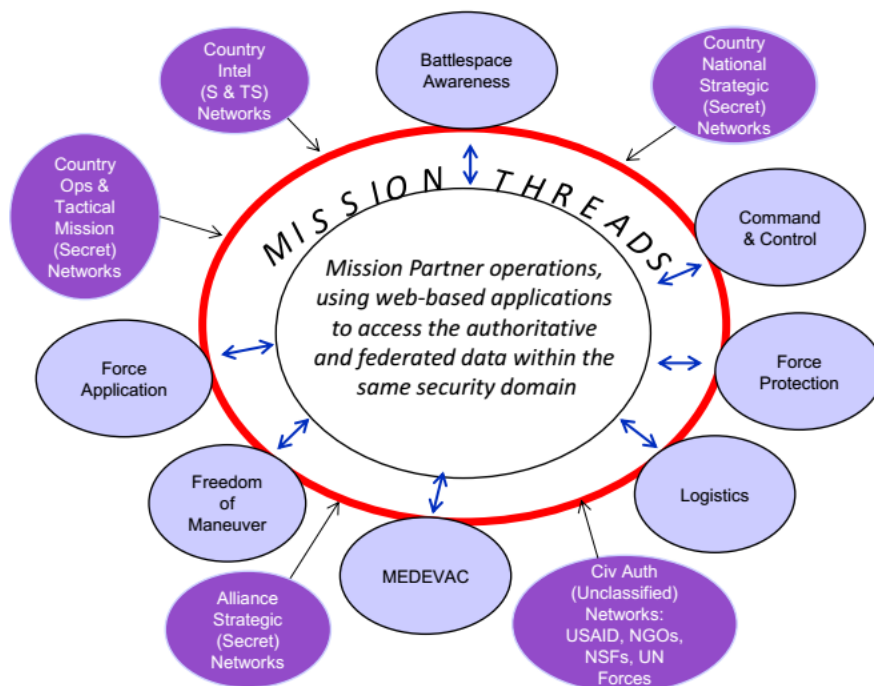 Country
Intel
(S & TS)
Networks
Battlespace
Awareness
Country
National
Strategic
(Secret)
Networks
Country
Ops &
Tactical
Mission
(Secret)
Networks
MISSION THREADS
Command
& Control
Mission Partner operations,
using web-based applications
to access the authoritative
and federated data within the
same security domain
Force
Application
Force
Protection
Freedom
of
Maneuver
Logistics
MEDEVAC
Alliance
Strategic
(Secret)
Networks
Civ Auth
(Unclassified)
Networks:
USAID, NGOs,
NSFs, UN
Forces